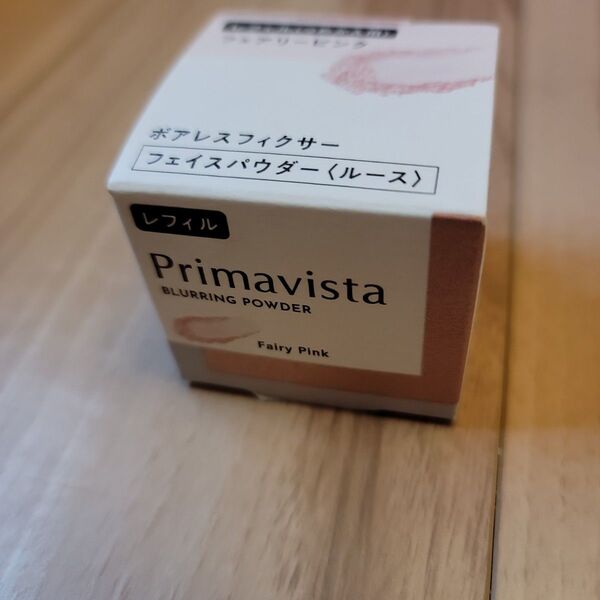 フェアリーピンク
ポアレスフィクサー
フェイスパウダー〈ルース〉
レフィル
Primavista
BLURRING POWDER
Fairy Pink